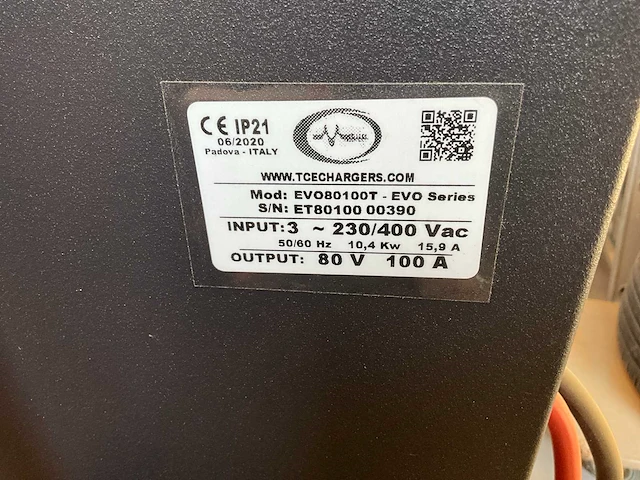 CE IP21
06/2020
Padova - ITALY
WWW.TCECHARGERS.COM
Mod: EVO80100T - EVO Series
S/N: ET80100 00390
INPUT: 3 ~ 230/400 Vac
50/60 Hz 10,4 Kw 15,9 A
OUTPUT: 80 V 100 A